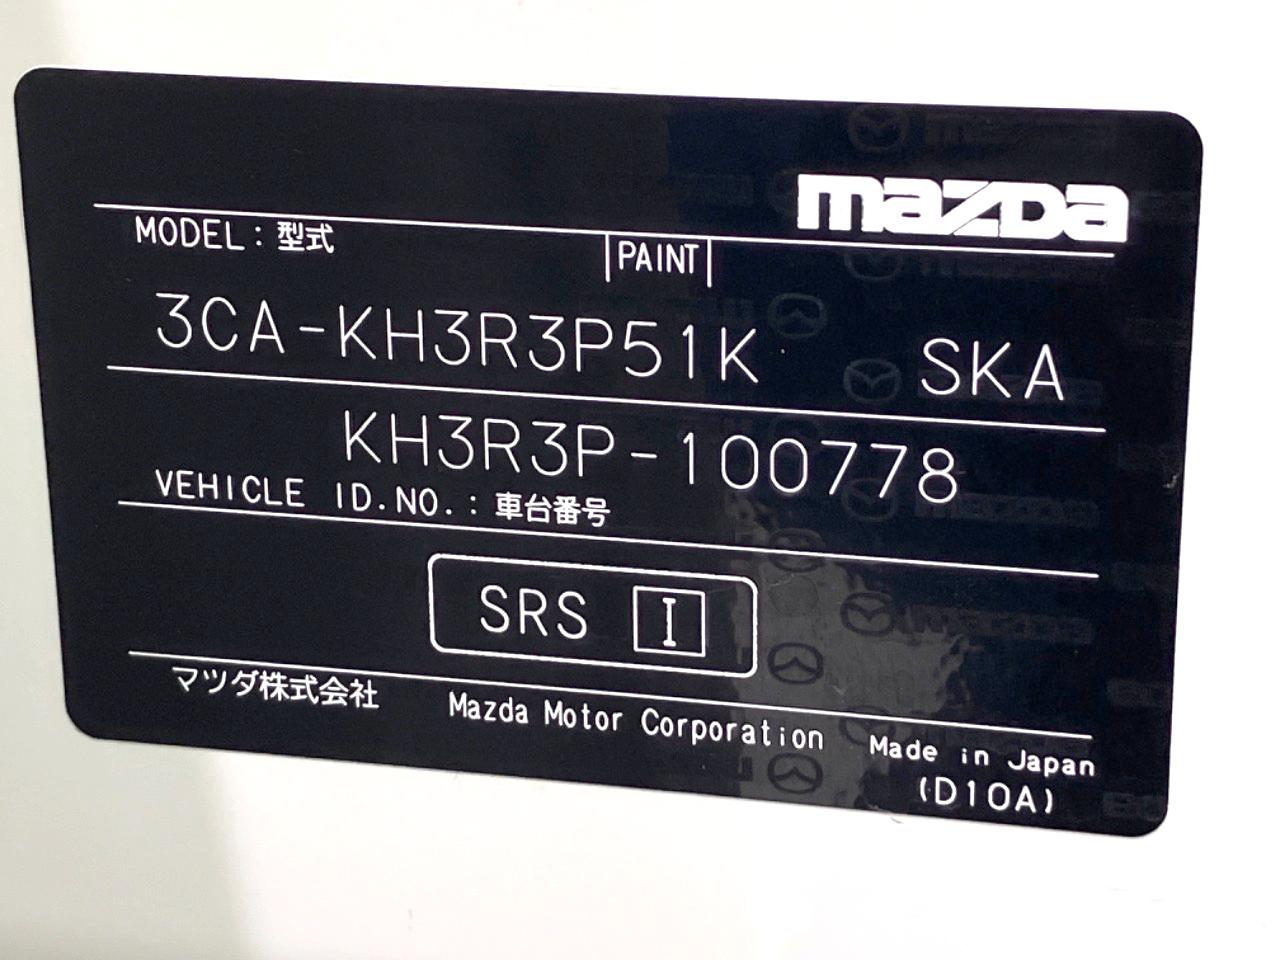 mazda
MODEL：型式 PAINT
3CA-KH3R3P51K SKA
KH3R3P-100778
VEHICLE ID.NO.：車台番号
SRS I
マツダ株式会社 Mazda Motor Corporation Made in Japan
(D10A)